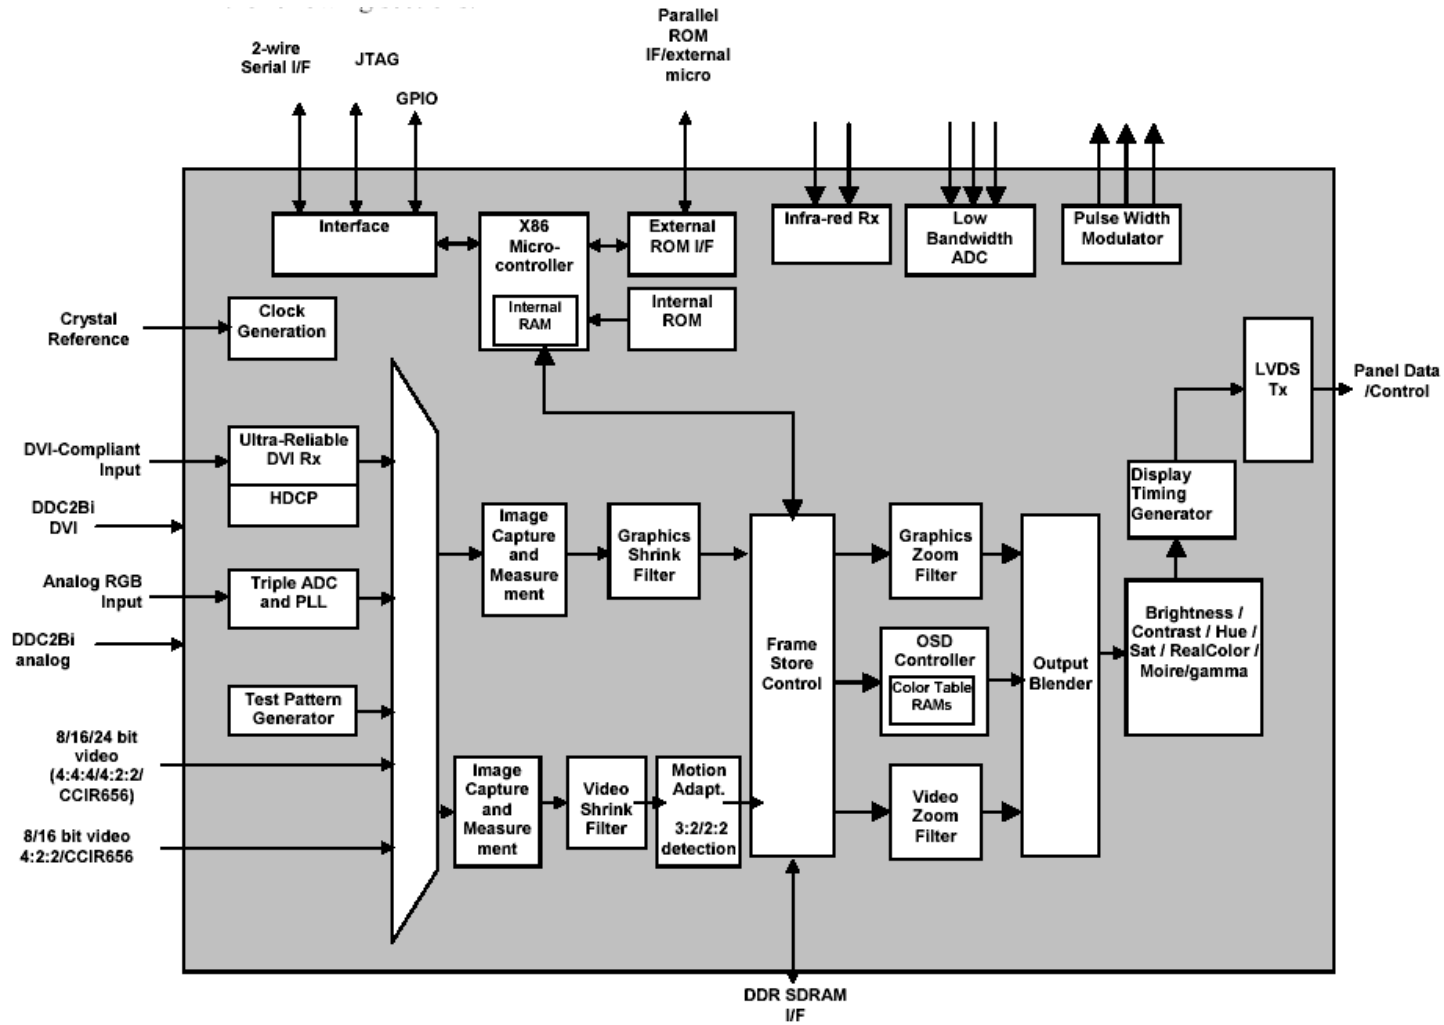 Parallel
ROM
IF/external
micro
2-wire
Serial I/F
JTAG
GPIO
Interface
X86
Micro-
controller
Internal
RAM
External
ROM I/F
Internal
ROM
Infra-red Rx
Low
Bandwidth
ADC
Pulse Width
Modulator
Crystal
Reference
Clock
Generation
LVDS
Tx
Panel Data
/Control
DVI-Compliant
Input
Ultra-Reliable
DVI Rx
HDCP
DDC2Bi
DVI
Analog RGB
Input
Triple ADC
and PLL
DDC2Bi
analog
Test Pattern
Generator
8/16/24 bit
video
(4:4:4/4:2:2/
CCIR656)
8/16 bit video
4:2:2/CCIR656
Image
Capture
and
Measure
ment
Graphics
Shrink
Filter
Image
Capture
and
Measure
ment
Video
Shrink
Filter
Motion
Adapt.
3:2/2:2
detection
Frame
Store
Control
Graphics
Zoom
Filter
OSD
Controller
Color Table
RAMs
Video
Zoom
Filter
Output
Blender
Display
Timing
Generator
Brightness /
Contrast / Hue /
Sat / RealColor /
Moire/gamma
DDR SDRAM
I/F